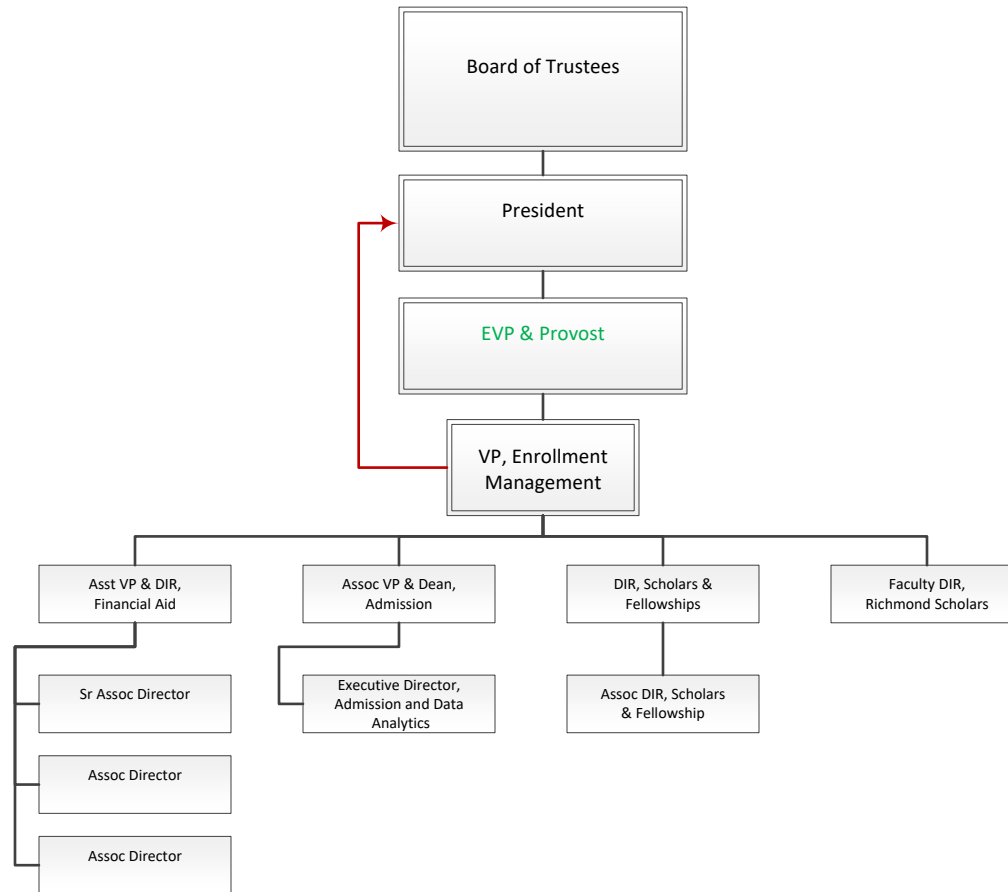 Board of Trustees
President
EVP & Provost
VP, Enrollment
Management
Asst VP & DIR,
Financial Aid
Assoc VP & Dean,
Admission
DIR, Scholars &
Fellowships
Faculty DIR,
Richmond Scholars
Sr Assoc Director
Executive Director,
Admission and Data
Analytics
Assoc DIR, Scholars
& Fellowship
Assoc Director
Assoc Director